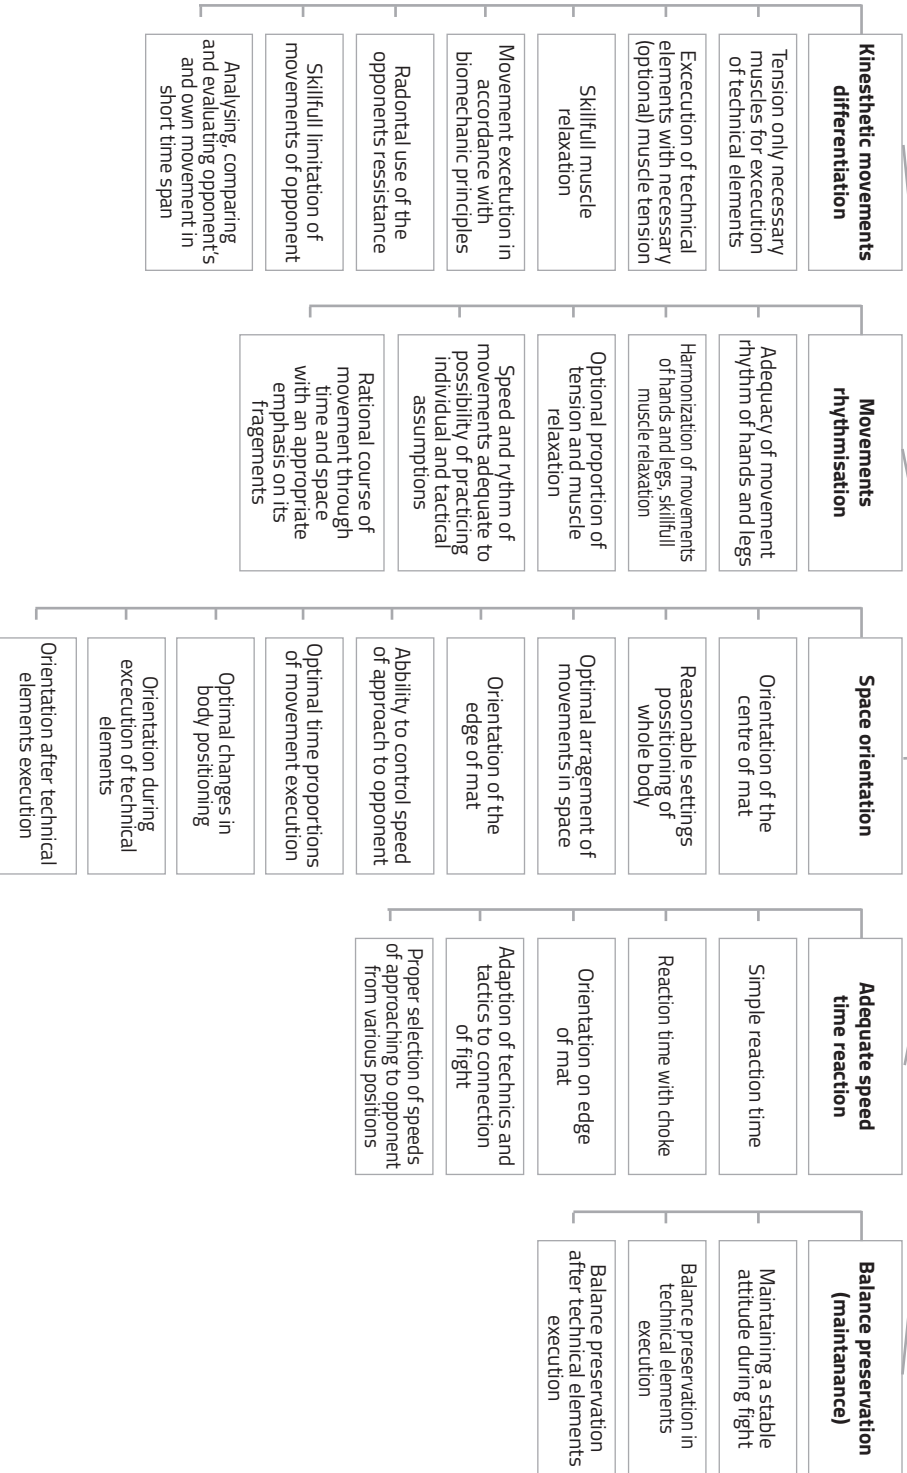 Kinesthetic movements
differentiation
Tension only necessary
muscles for excecution
of technical elements
Excecution of technical
elements with necessary
(optional) muscle tension
Skillfull muscle
relaxation
Movement excetution in
accordance with
biomechanic principles
Radontal use of the
opponents ressistance
Skillfull limitation of
movements of opponent
Analysing, comparing
and evaluating opponent's
and own movement in
short time span
Movements
rhythmisation
Adequacy of movement
rhythm of hands and legs
Harmonization of movements
of hands and legs, skillfull
muscle relaxation
Optional proportion of
tension and muscle
relaxation
Speed and rythm of
movements adequate to
possibility of practicing
individual and tactical
assumptions
Rational course of
movement through
time and space
with an appropriate
emphasis on its
fragements
Space orientation
Orientation of the
centre of mat
Reasonable settings
possitioning of
whole body
Optimal arragement of
movements in space
Orientation of the
edge of mat
Abbility to control speed
of approach to opponent
Optimal time proportions
of movement execution
Optimal changes in
body positioning
Orientation during
excecution of technical
elements
Orientation after technical
elements execution
Adequate speed
time reaction
Simple reaction time
Reaction time with choke
Orientation on edge
of mat
Adaption of technics and
tactics to connection
of fight
Proper selection of speeds
of approaching to opponent
from various positions
Balance preservation
(maintanance)
Maintaining a stable
attitude during fight
Balance preservation in
technical elements
execution
Balance preservation
after technical elements
execution